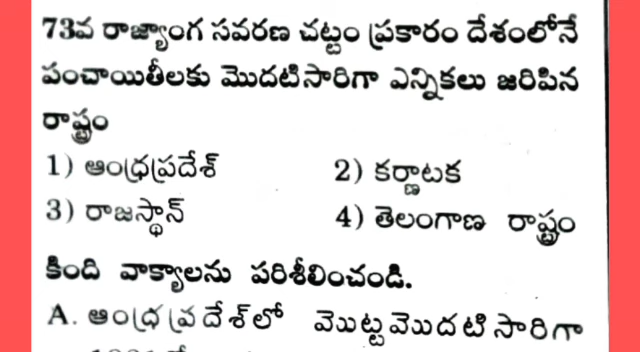 73వ రాజ్యాంగ సవరణ చట్టం ప్రకారం దేశంలోనే
పంచాయితీలకు మొదటిసారిగా ఎన్నికలు జరిపిన
రాష్ట్రం
1) ఆంధ్రప్రదేశ్ 2) కర్ణాటక
3) రాజస్థాన్ 4) తెలంగాణ రాష్ట్రం
కింది వాక్యాలను పరిశీలించండి.
A. ఆంధ్రప్రదేశ్‌లో మొట్టమొదటిసారిగా